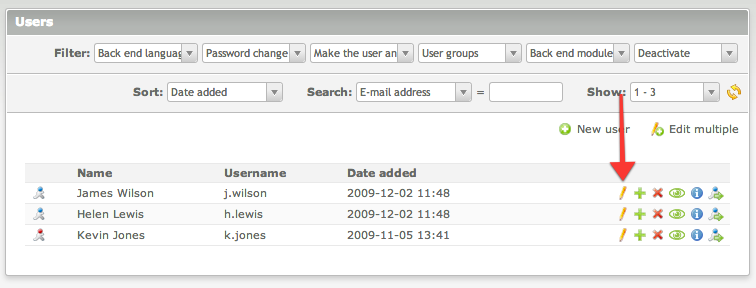 Users
Filter: Back end languag Password change Make the user an User groups Back end module Deactivate
Sort: Date added Search: E-mail address = Show: 1 - 3
New user Edit multiple
Name Username Date added
James Wilson j.wilson 2009-12-02 11:48
Helen Lewis h.lewis 2009-12-02 11:48
Kevin Jones k.jones 2009-11-05 13:41